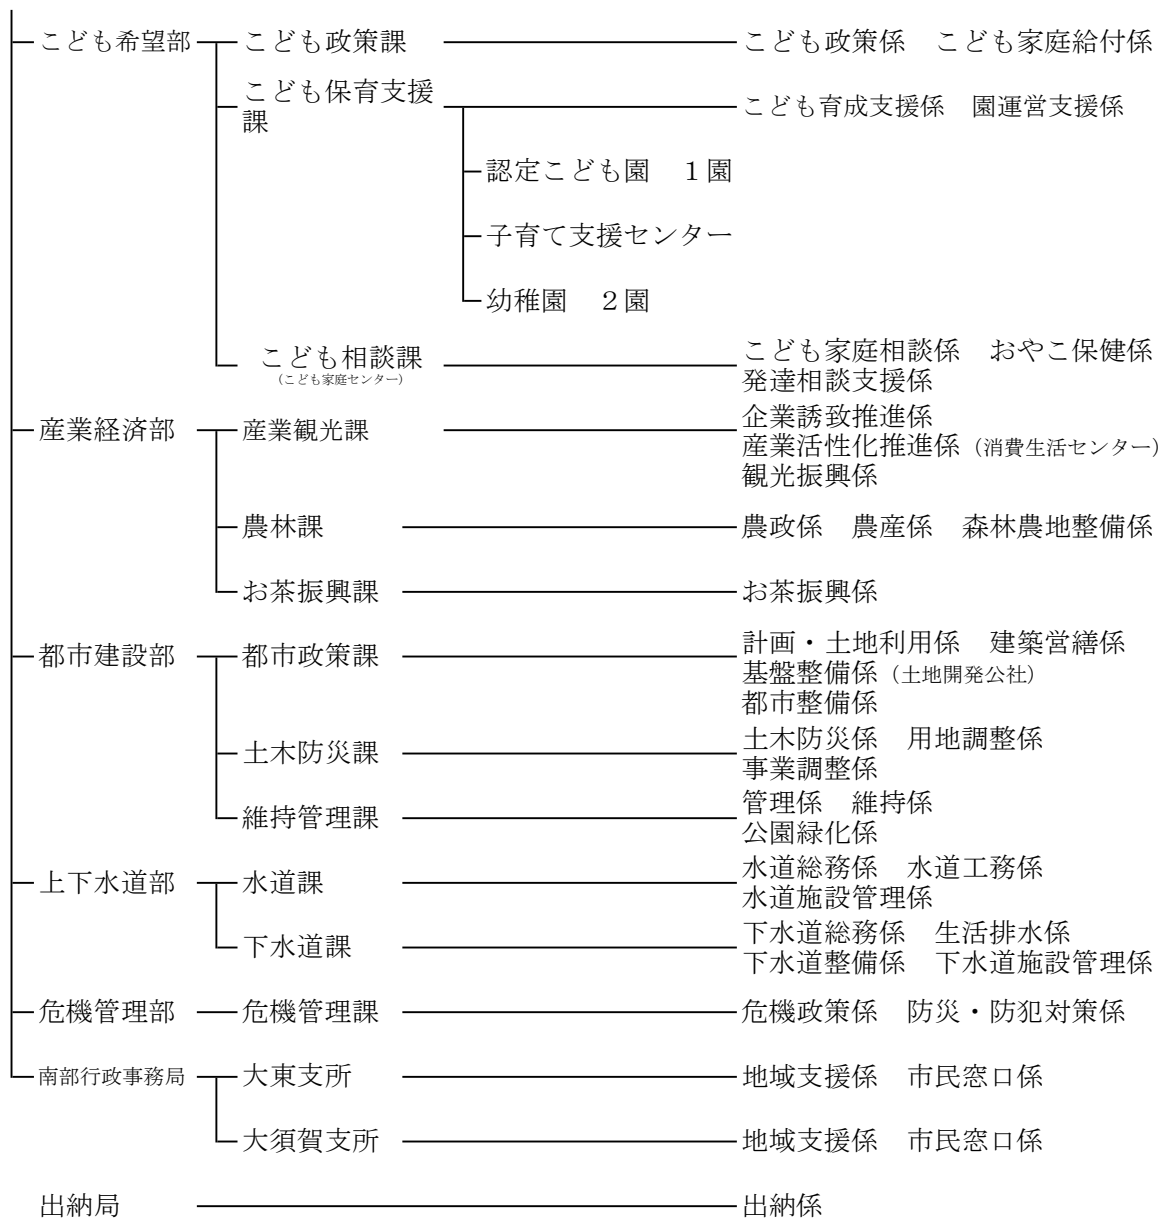 こども希望部 こども政策課 こども政策係　こども家庭給付係
こども保育支援
課
こども育成支援係　園運営支援係
認定こども園　１園
子育て支援センター
幼稚園　２園
こども相談課
（こども家庭センター）
こども家庭相談係　おやこ保健係
発達相談支援係
産業経済部 産業観光課
企業誘致推進係
産業活性化推進係（消費生活センター）
観光振興係
農林課 農政係　農産係　森林農地整備係
お茶振興課 お茶振興係
都市建設部 都市政策課
計画・土地利用係　建築営繕係
基盤整備係（土地開発公社）
都市整備係
土木防災課
土木防災係　用地調整係
事業調整係
維持管理課
管理係　維持係
公園緑化係
上下水道部 水道課
水道総務係　水道工務係
水道施設管理係
下水道課
下水道総務係　生活排水係
下水道整備係　下水道施設管理係
危機管理部 危機管理課 危機政策係　防災・防犯対策係
南部行政事務局 大東支所 地域支援係　市民窓口係
大須賀支所 地域支援係　市民窓口係
出納局 出納係